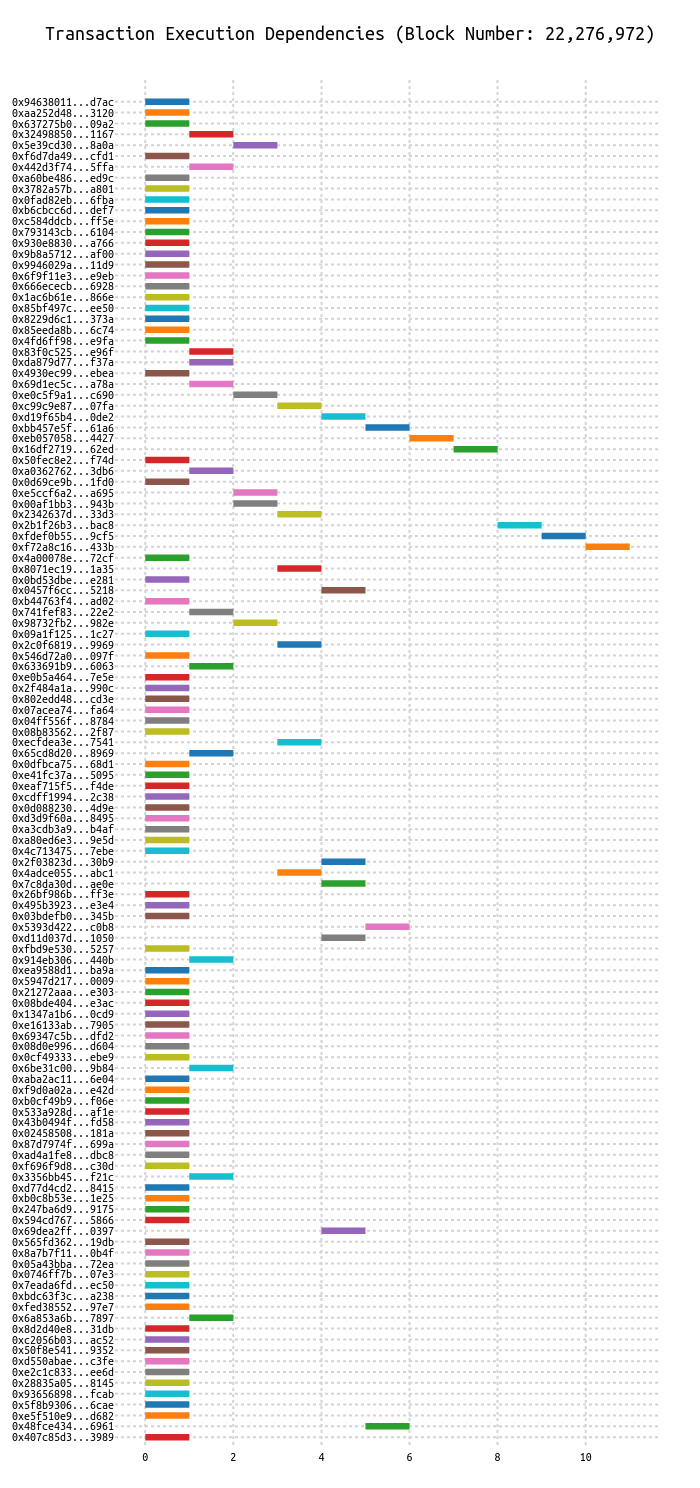 Transaction Execution Dependencies (Block Number: 22,276,972)
0x94638011...d7ac
0xaa252d48...3120
0x637275b0...09a2
0x32498850...1167
0x5e39cd30...8a0a
0xf6d7da49...cfd1
0x442d3f74...5ffa
0xa60be486...ed9c
0x3782a57b...a801
0x0fad82eb...6fba
0xb6cbcc6d...def7
0xc584ddcb...ff5e
0x793143cb...6104
0x930e8830...a766
0x9b8a5712...af00
0x9946029a...11d9
0x6f9f11e3...e9eb
0x666ececb...6928
0x1ac6b61e...866e
0x85bf497c...ee50
0x8229d6c1...373a
0x85eeda8b...6c74
0x4fd6ff98...e9fa
0x83f0c525...e96f
0xda879d77...f37a
0x4930ec99...ebea
0x69d1ec5c...a78a
0xe0c5f9a1...c690
0xc99c9e87...07fa
0xd19f65b4...0de2
0xbb457e5f...61a6
0xeb057058...4427
0x16df2719...62ed
0x50fec8e2...f74d
0xa0362762...3db6
0x0d69ce9b...1fd0
0xe5ccf6a2...a695
0x00af1bb3...943b
0x2342637d...33d3
0x2b1f26b3...bac8
0xfdef0b55...9cf5
0xf72a8c16...433b
0x4a00078e...72cf
0x8071ec19...1a35
0x0bd53dbe...e281
0x0457f6cc...5218
0xb44763f4...ad02
0x741fef83...22e2
0x98732fb2...982e
0x09a1f125...1c27
0x2c0f6819...9969
0x546d72a0...097f
0x633691b9...6063
0xe0b5a464...7e5e
0x2f484a1a...990c
0x802edd48...cd3e
0x07acea74...fa64
0x04ff556f...8784
0x08b83562...2f87
0xecfdea3e...7541
0x65cd8d20...8969
0x0dfbca75...68d1
0xe41fc37a...5095
0xeaf715f5...f4de
0xcdff1994...2c38
0x0d088230...4d9e
0xd3d9f60a...8495
0xa3cdb3a9...b4af
0xa80ed6e3...9e5d
0x4c713475...7ebe
0x2f03823d...30b9
0x4adce055...abc1
0x7c8da30d...ae0e
0x26bf986b...ff3e
0x495b3923...e3e4
0x03bdefb0...345b
0x5393d422...c0b8
0xd11d037d...1050
0xfbd9e530...5257
0x914eb306...440b
0xea9588d1...ba9a
0x5947d217...0009
0x21272aaa...e303
0x08bde404...e3ac
0x1347a1b6...0cd9
0xe16133ab...7905
0x69347c5b...dfd2
0x08d0e996...d604
0x0cf49333...ebe9
0x6be31c00...9b84
0xaba2ac11...6e04
0xf9d0a02a...e42d
0xb0cf49b9...f06e
0x533a928d...af1e
0x43b0494f...fd58
0x02458508...181a
0x87d7974f...699a
0xad4a1fe8...dbc8
0xf696f9d8...c30d
0x3356bb45...f21c
0xd77d4cd2...8415
0xb0c8b53e...1e25
0x247ba6d9...9175
0x594cd767...5866
0x69dea2ff...0397
0x565fd362...19db
0x8a7b7f11...0b4f
0x05a43bba...72ea
0x0746ff7b...07e3
0x7eada6fd...ec50
0xbdc63f3c...a238
0xfed38552...97e7
0x6a853a6b...7897
0x8d2d40e8...31db
0xc2056b03...ac52
0x50f8e541...9352
0xd550abae...c3fe
0xe2c1c833...ee6d
0x28835a05...8145
0x93656898...fcab
0x5f8b9306...6cae
0xe5f510e9...d682
0x48fce434...6961
0x407c85d3...3989
0 2 4 6 8 10